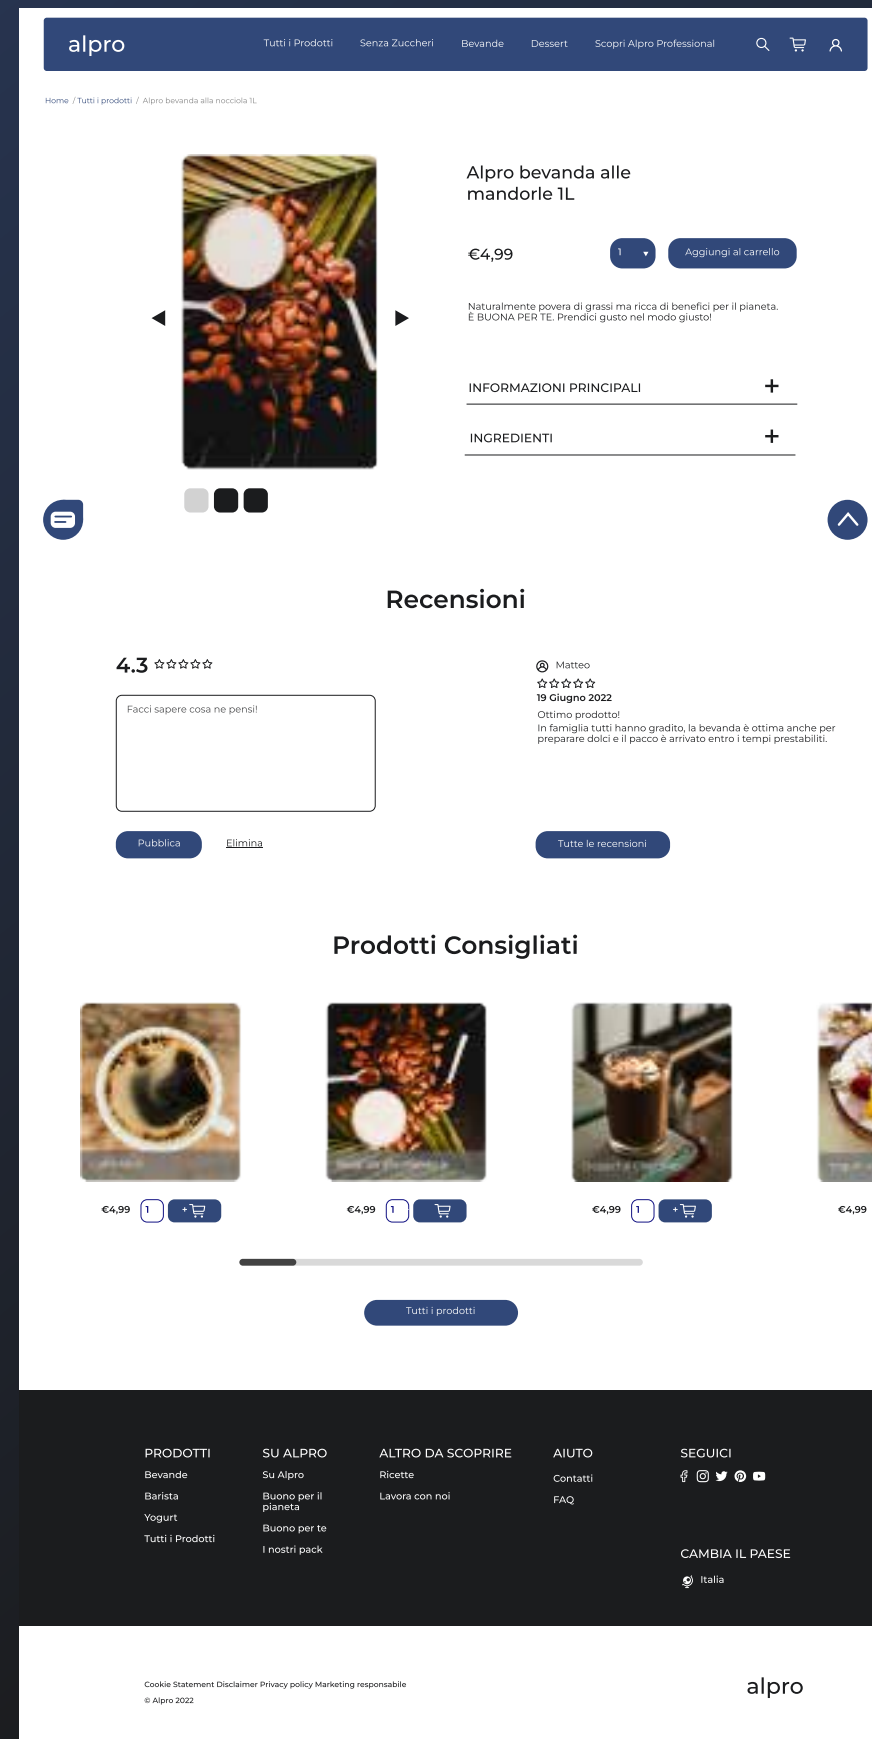 alpro
Tutti i Prodotti
Senza Zuccheri
Bevande
Dessert
Scopri Alpro Professional
Home / Tutti i prodotti / Alpro bevanda alla nocciola 1L
Alpro bevanda alle
mandorle 1L
€4,99
1
Aggiungi al carrello
Naturalmente povera di grassi ma ricca di benefici per il pianeta.
È BUONA PER TE. Prendici gusto nel modo giusto!
INFORMAZIONI PRINCIPALI
INGREDIENTI
Recensioni
4.3
Facci sapere cosa ne pensi!
Pubblica
Elimina
Matteo
19 Giugno 2022
Ottimo prodotto!
In famiglia tutti hanno gradito, la bevanda è ottima anche per
preparare dolci e il pacco è arrivato entro i tempi prestabiliti.
Tutte le recensioni
Prodotti Consigliati
€4,99
1
+
€4,99
1
€4,99
1
+
€4,99
Tutti i prodotti
PRODOTTI
Bevande
Barista
Yogurt
Tutti i Prodotti
SU ALPRO
Su Alpro
Buono per il
pianeta
Buono per te
I nostri pack
ALTRO DA SCOPRIRE
Ricette
Lavora con noi
AIUTO
Contatti
FAQ
SEGUICI
CAMBIA IL PAESE
Italia
Cookie Statement Disclaimer Privacy policy Marketing responsabile
© Alpro 2022
alpro